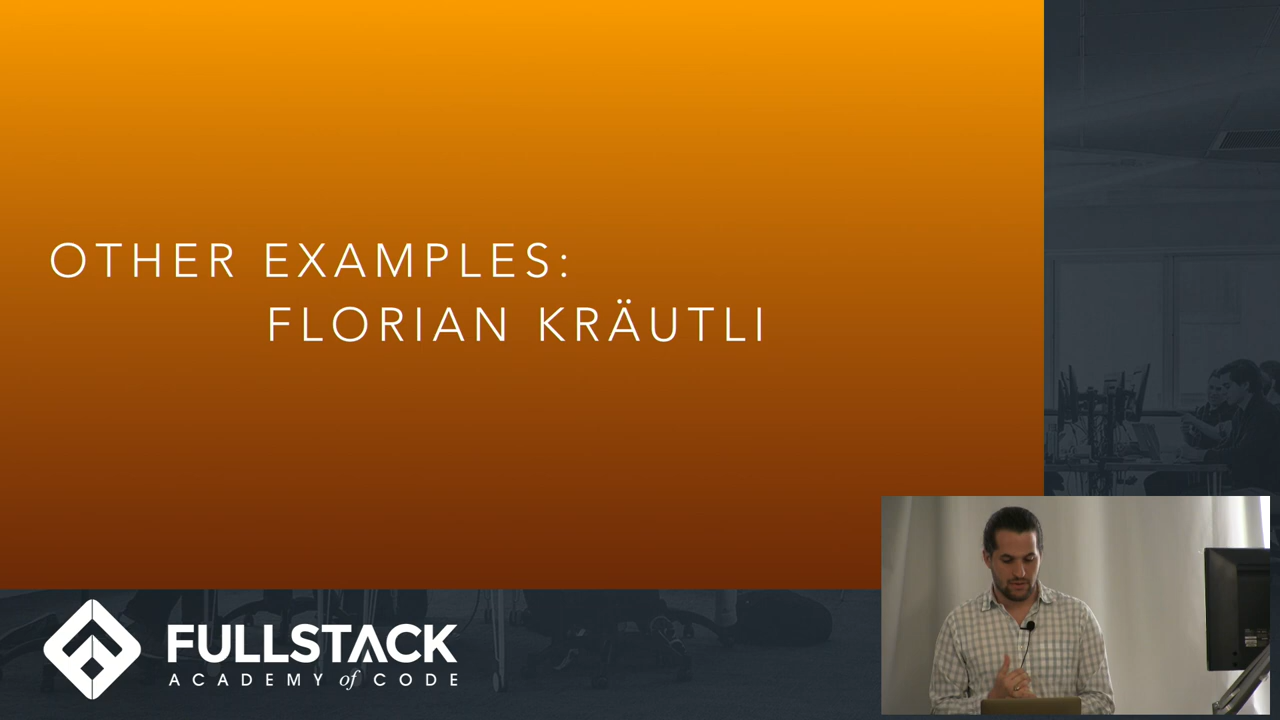 OTHER EXAMPLES:
FLORIAN KRÄUTLI
FULLSTACK
ACADEMY of CODE